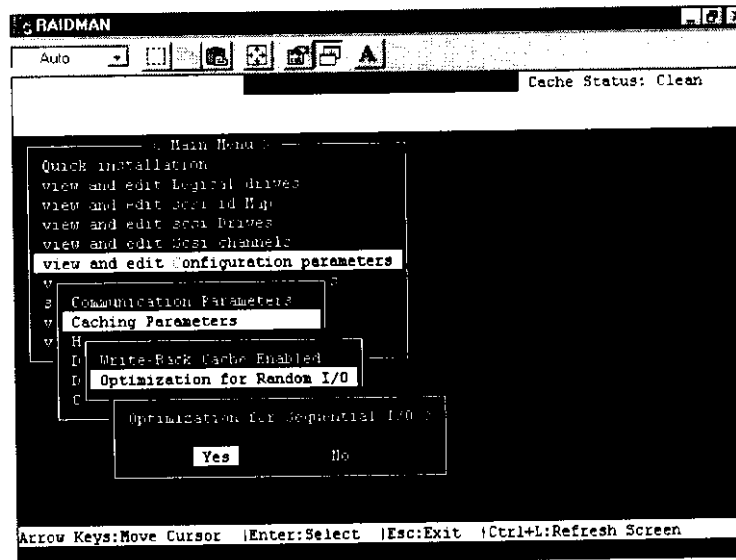 RAIDMAN
Auto
A
Cache Status: Clean
Main Menu
Quick installation
view and edit Logical drives
view and edit scsi id Map
view and edit scsi Drives
view and edit Scsi channels
view and edit Configuration parameters
v
s Communication Parameters
v Caching Parameters
v H
D Write-Back Cache Enabled
D Optimization for Random I/O
C
Optimization for Sequential I/O ?
Yes No
Arrow Keys:Move Cursor |Enter:Select |Esc:Exit |Ctrl+L:Refresh Screen